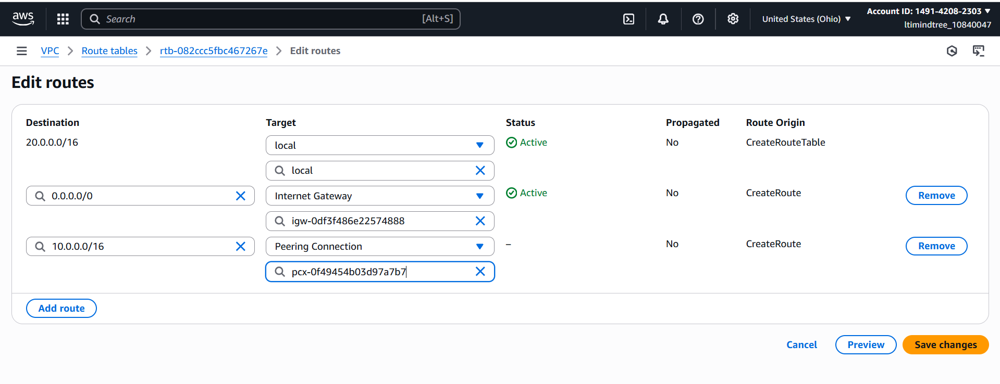 aws
Search [Alt+S]
United States (Ohio)
Account ID: 1491-4208-2303
ltimindtree_10840047
VPC > Route tables > rtb-082ccc5fbc467267e > Edit routes
Edit routes
Destination Target Status Propagated Route Origin
20.0.0.0/16 local Active No CreateRouteTable
local
0.0.0.0/0 Internet Gateway Active No CreateRoute Remove
igw-0df3f486e22574888
10.0.0.0/16 Peering Connection – No CreateRoute Remove
pcx-0f49454b03d97a7b7
Add route
Cancel Preview Save changes